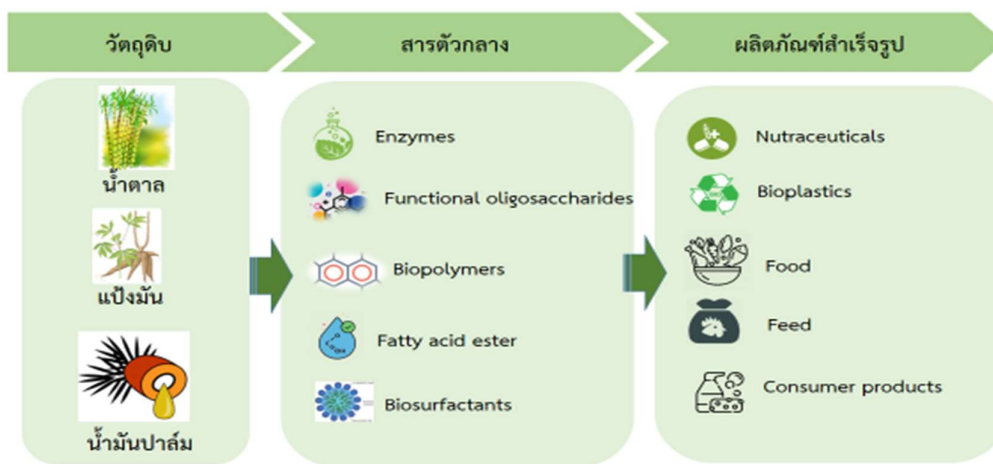 วัตถุดิบ
สารตัวกลาง
ผลิตภัณฑ์สำเร็จรูป
น้ำตาล
แป้งมัน
น้ำมันปาล์ม
Enzymes
Functional oligosaccharides
Biopolymers
Fatty acid ester
Biosurfactants
Nutraceuticals
Bioplastics
Food
Feed
Consumer products